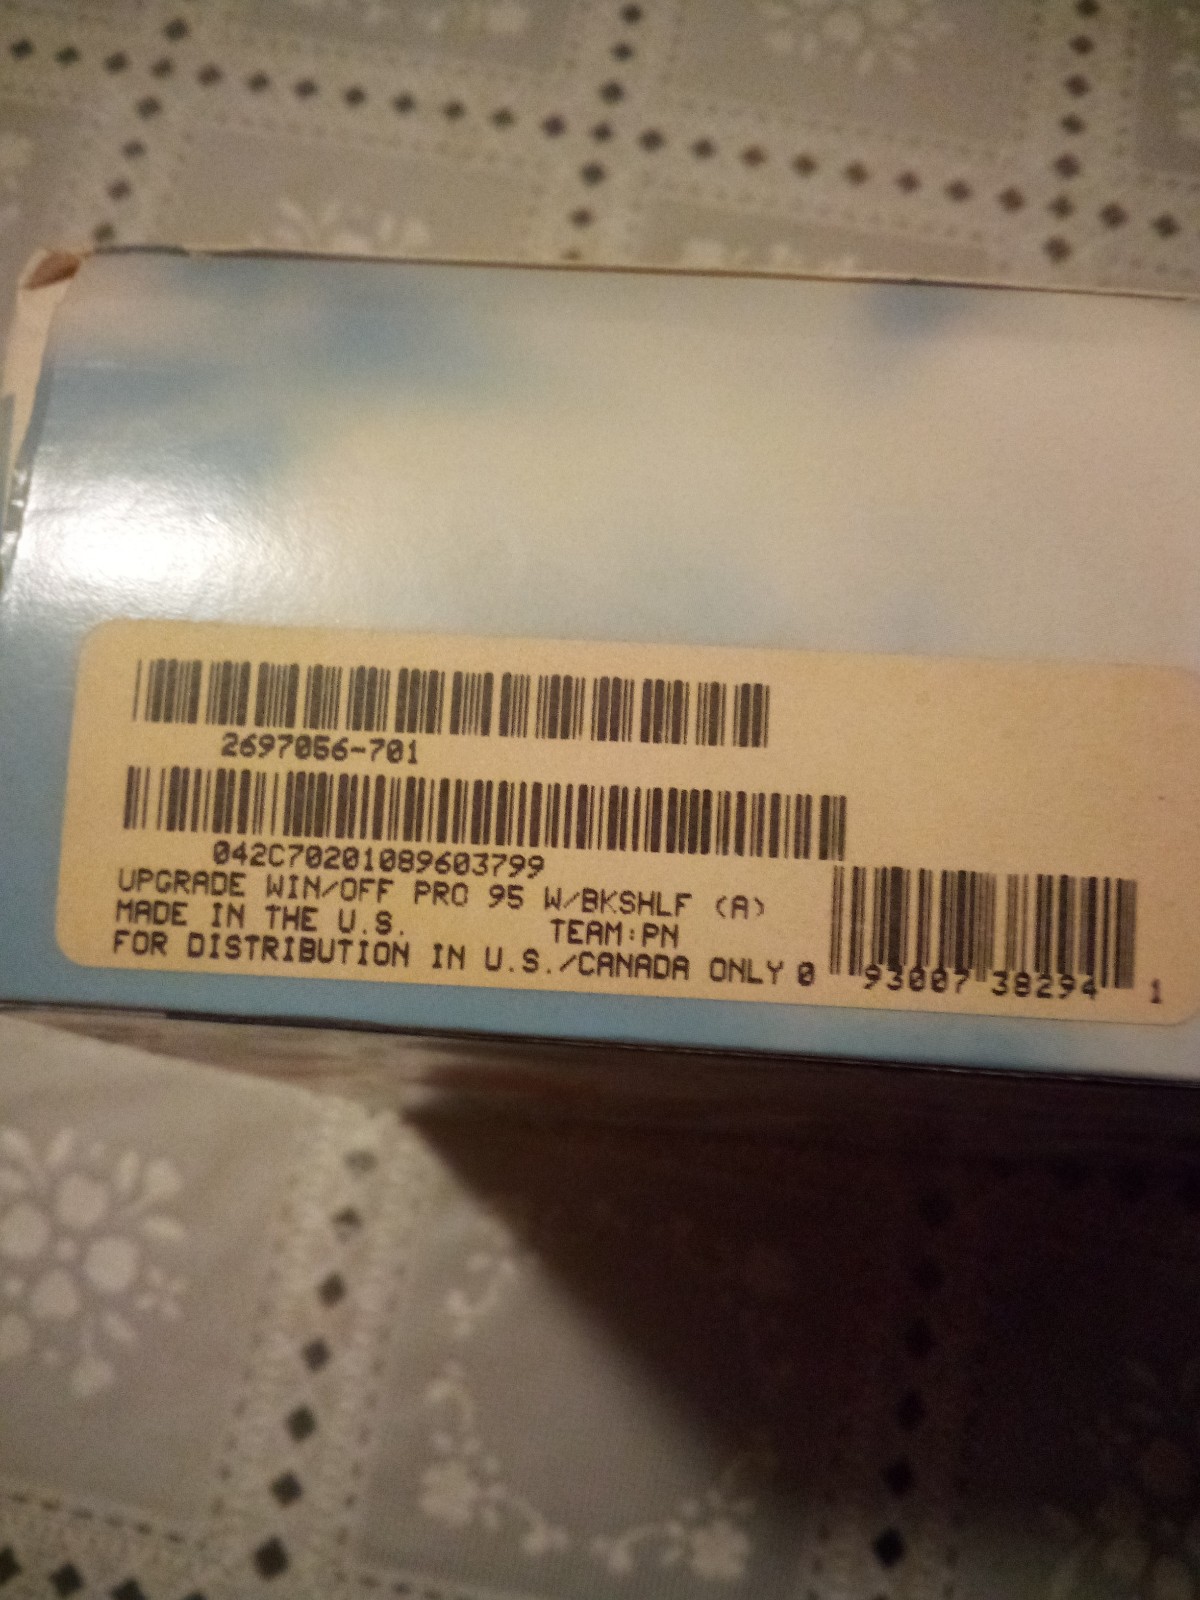 2697056-701
042C70201089603799
UPGRADE WIN/OFF PRO 95 W/BKSHLF (A)
MADE IN THE U.S. TEAM:PN
FOR DISTRIBUTION IN U.S./CANADA ONLY
0 93007 38294 1